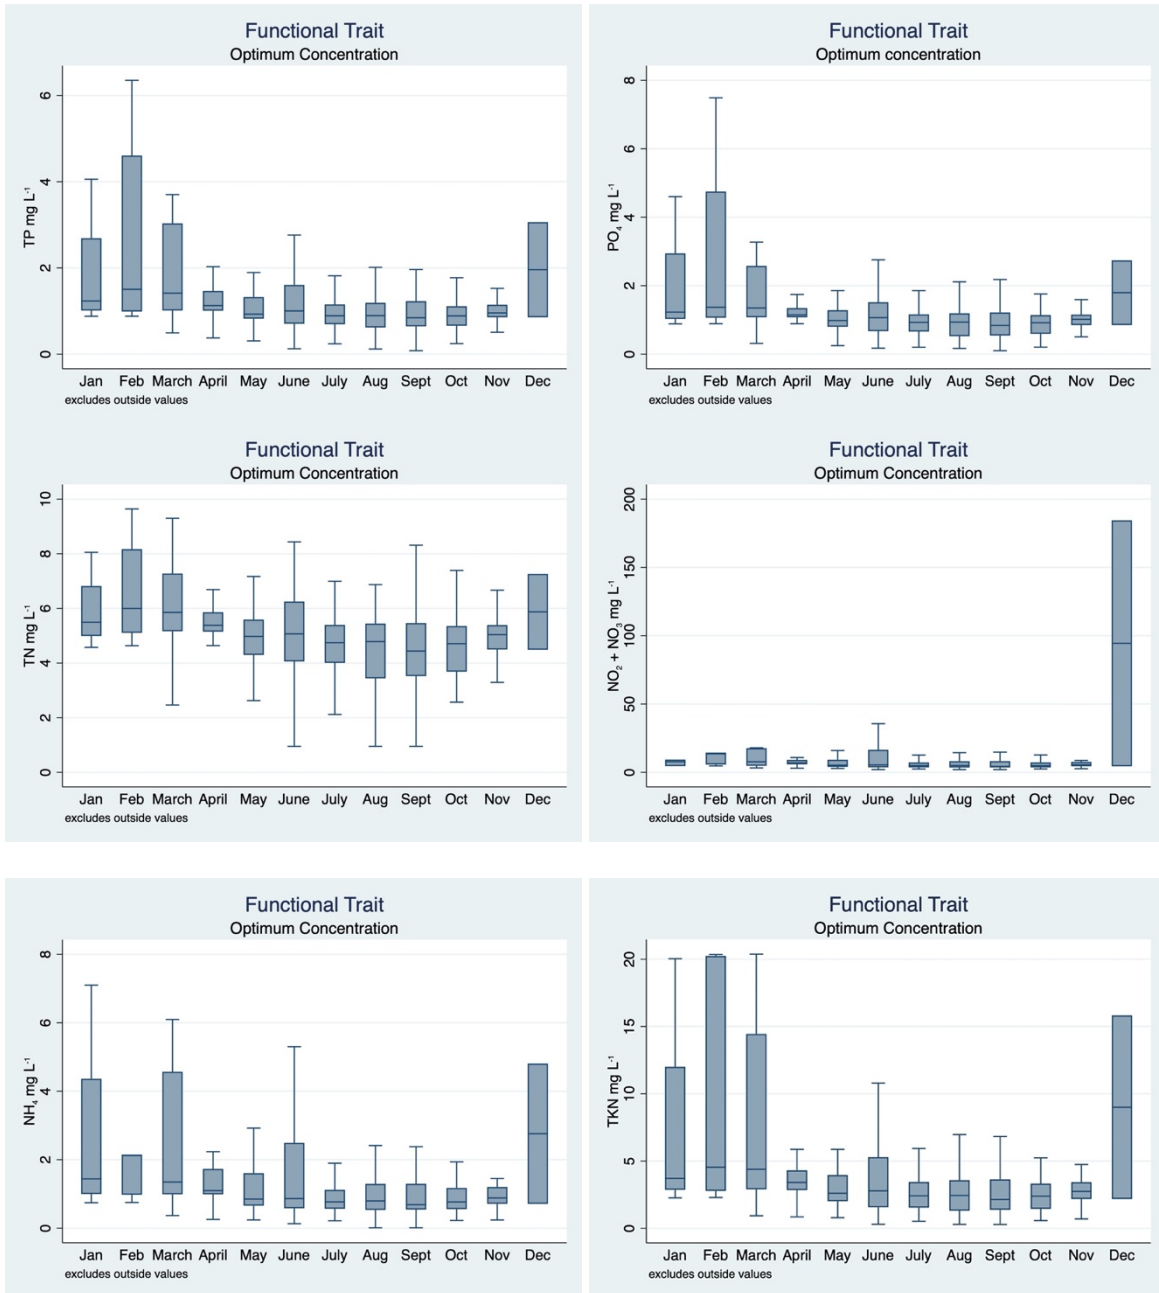 Functional Trait
Optimum Concentration
TP mg L⁻¹
6
4
2
0
Jan Feb March April May June July Aug Sept Oct Nov Dec
excludes outside values
Functional Trait
Optimum concentration
PO₄ mg L⁻¹
8
6
4
2
0
Jan Feb March April May June July Aug Sept Oct Nov Dec
excludes outside values
Functional Trait
Optimum Concentration
TN mg L⁻¹
10
8
6
4
2
0
Jan Feb March April May June July Aug Sept Oct Nov Dec
excludes outside values
Functional Trait
Optimum Concentration
NO₂ + NO₃ mg L⁻¹
200
150
100
50
0
Jan Feb March April May June July Aug Sept Oct Nov Dec
excludes outside values
Functional Trait
Optimum Concentration
NH₄ mg L⁻¹
8
6
4
2
0
Jan Feb March April May June July Aug Sept Oct Nov Dec
excludes outside values
Functional Trait
Optimum Concentration
TKN mg L⁻¹
20
15
10
5
0
Jan Feb March April May June July Aug Sept Oct Nov Dec
excludes outside values